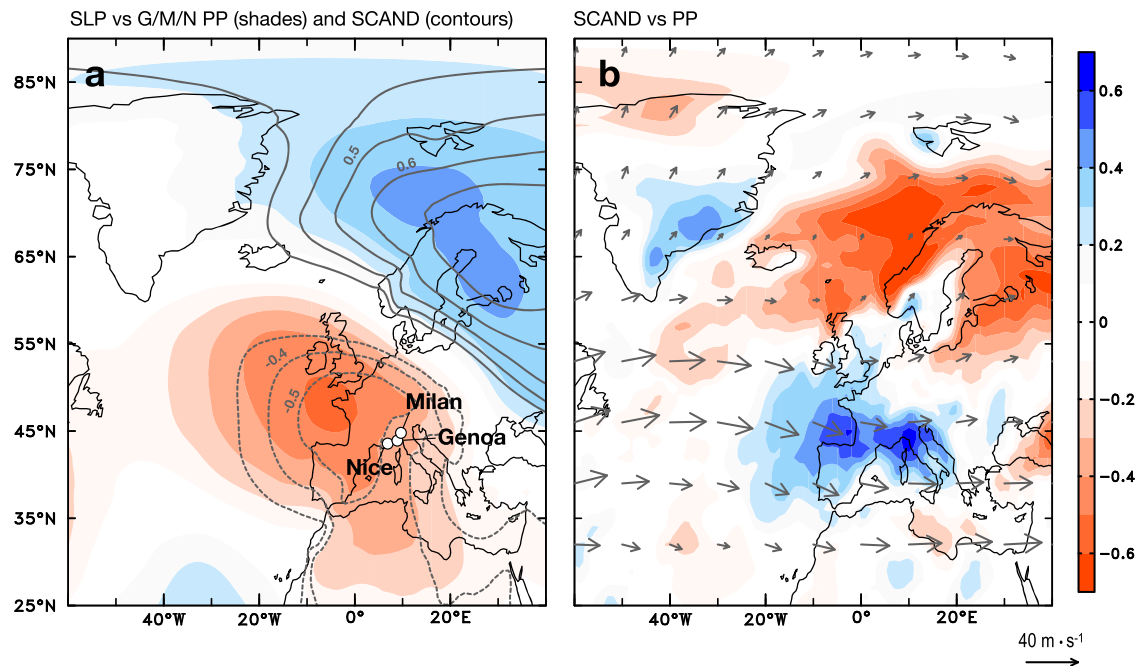 SLP vs G/M/N PP (shades) and SCAND (contours)
SCAND vs PP
a
b
85°N
75°N
65°N
55°N
45°N
35°N
25°N
0.5
0.6
-0.4
-0.5
Milan
Genoa
Nice
40°W
20°W
0°
20°E
40°W
20°W
0°
20°E
0.6
0.4
0.2
0
−0.2
−0.4
−0.6
40 m · s⁻¹